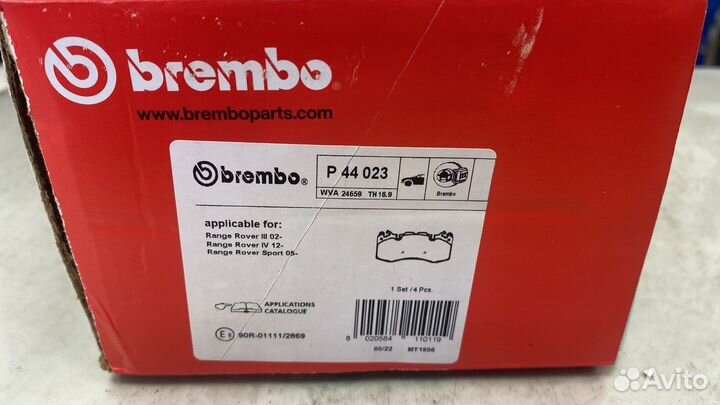 brembo®
www.bremboparts.com
brembo®
P 44 023
WVA 24659 TH 16.9
Brembo
applicable for:
Range Rover III 02-
Range Rover IV 12-
Range Rover Sport 05-
1 Set / 4 Pcs.
APPLICATIONS
CATALOGUE
E9 90R-01111/2869
8 020584 110119
05/22 MT1956
Avito